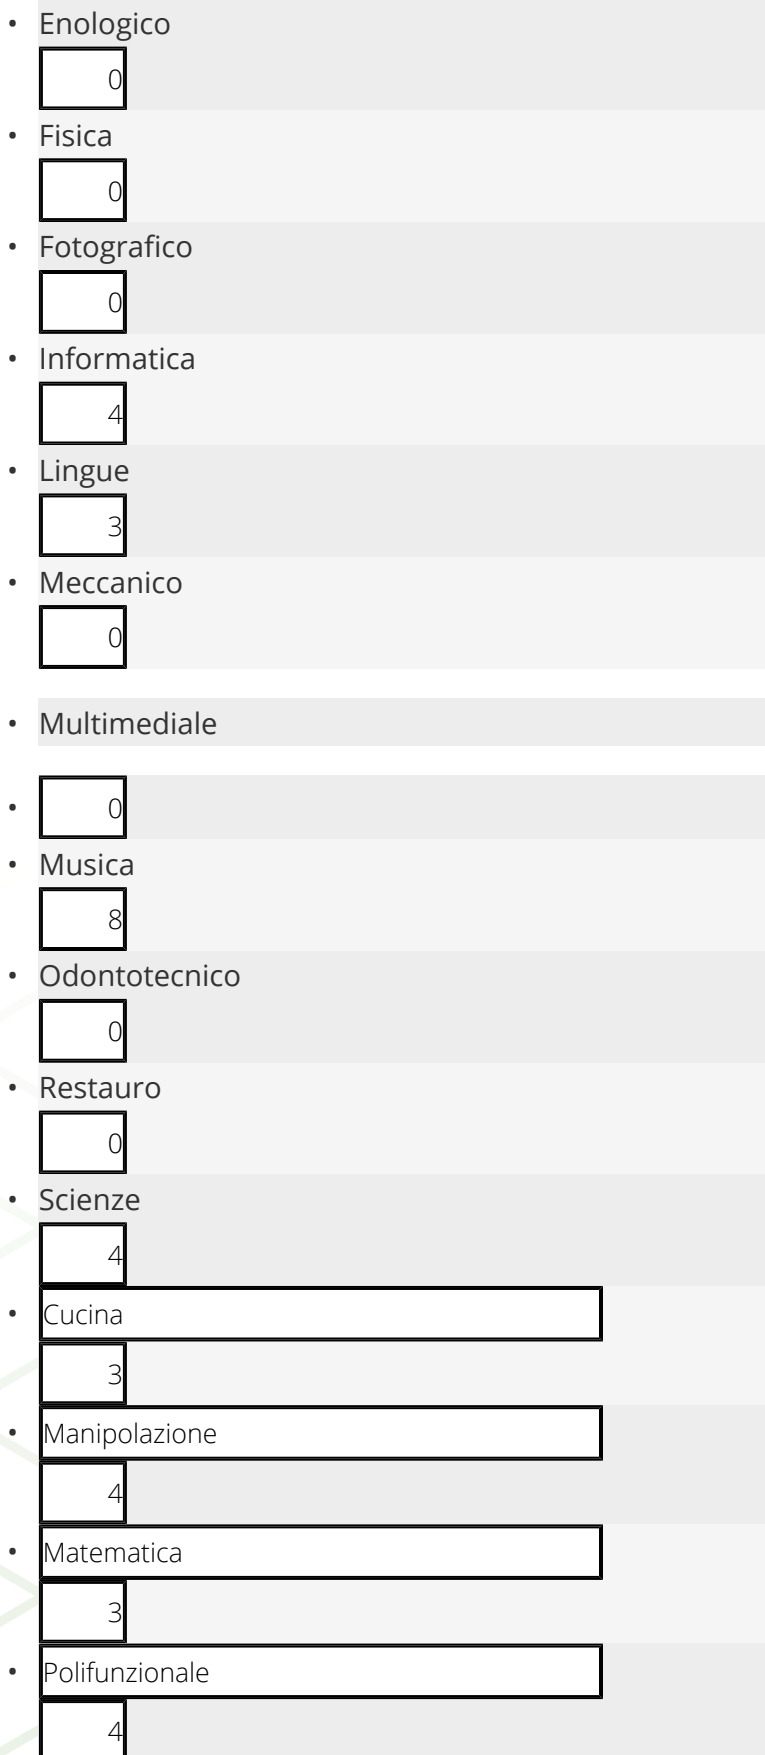 • Enologico
0
• Fisica
0
• Fotografico
0
• Informatica
4
• Lingue
3
• Meccanico
0
• Multimediale
• 0
• Musica
8
• Odontotecnico
0
• Restauro
0
• Scienze
4
• Cucina
3
• Manipolazione
4
• Matematica
3
• Polifunzionale
4